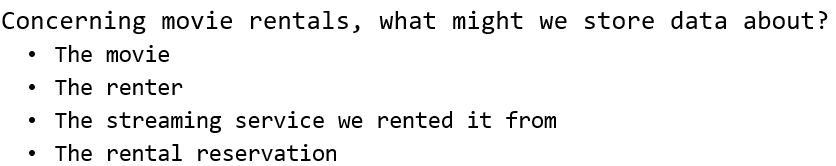 Concerning movie rentals, what might we store data about?
• The movie
• The renter
• The streaming service we rented it from
• The rental reservation